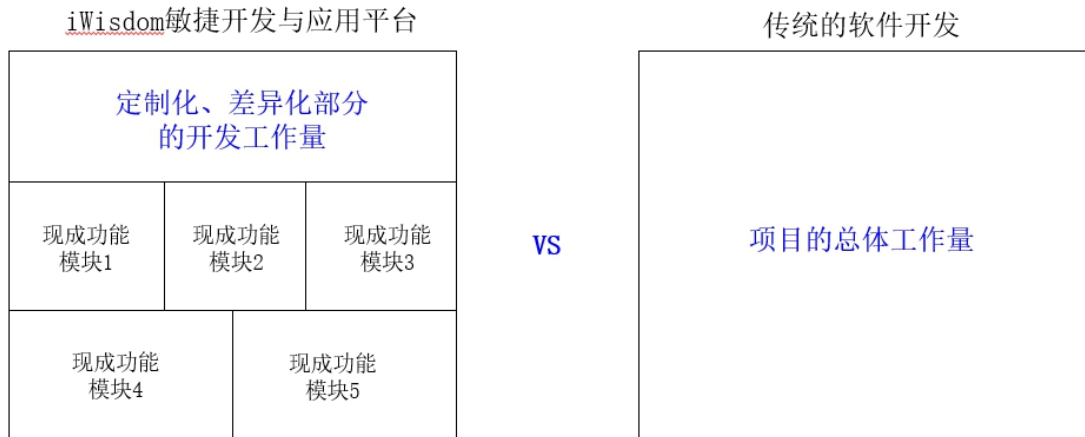 iWisdom敏捷开发与应用平台
传统的软件开发
定制化、差异化部分
的开发工作量
现成功能
模块1
现成功能
模块2
现成功能
模块3
现成功能
模块4
现成功能
模块5
VS
项目的总体工作量